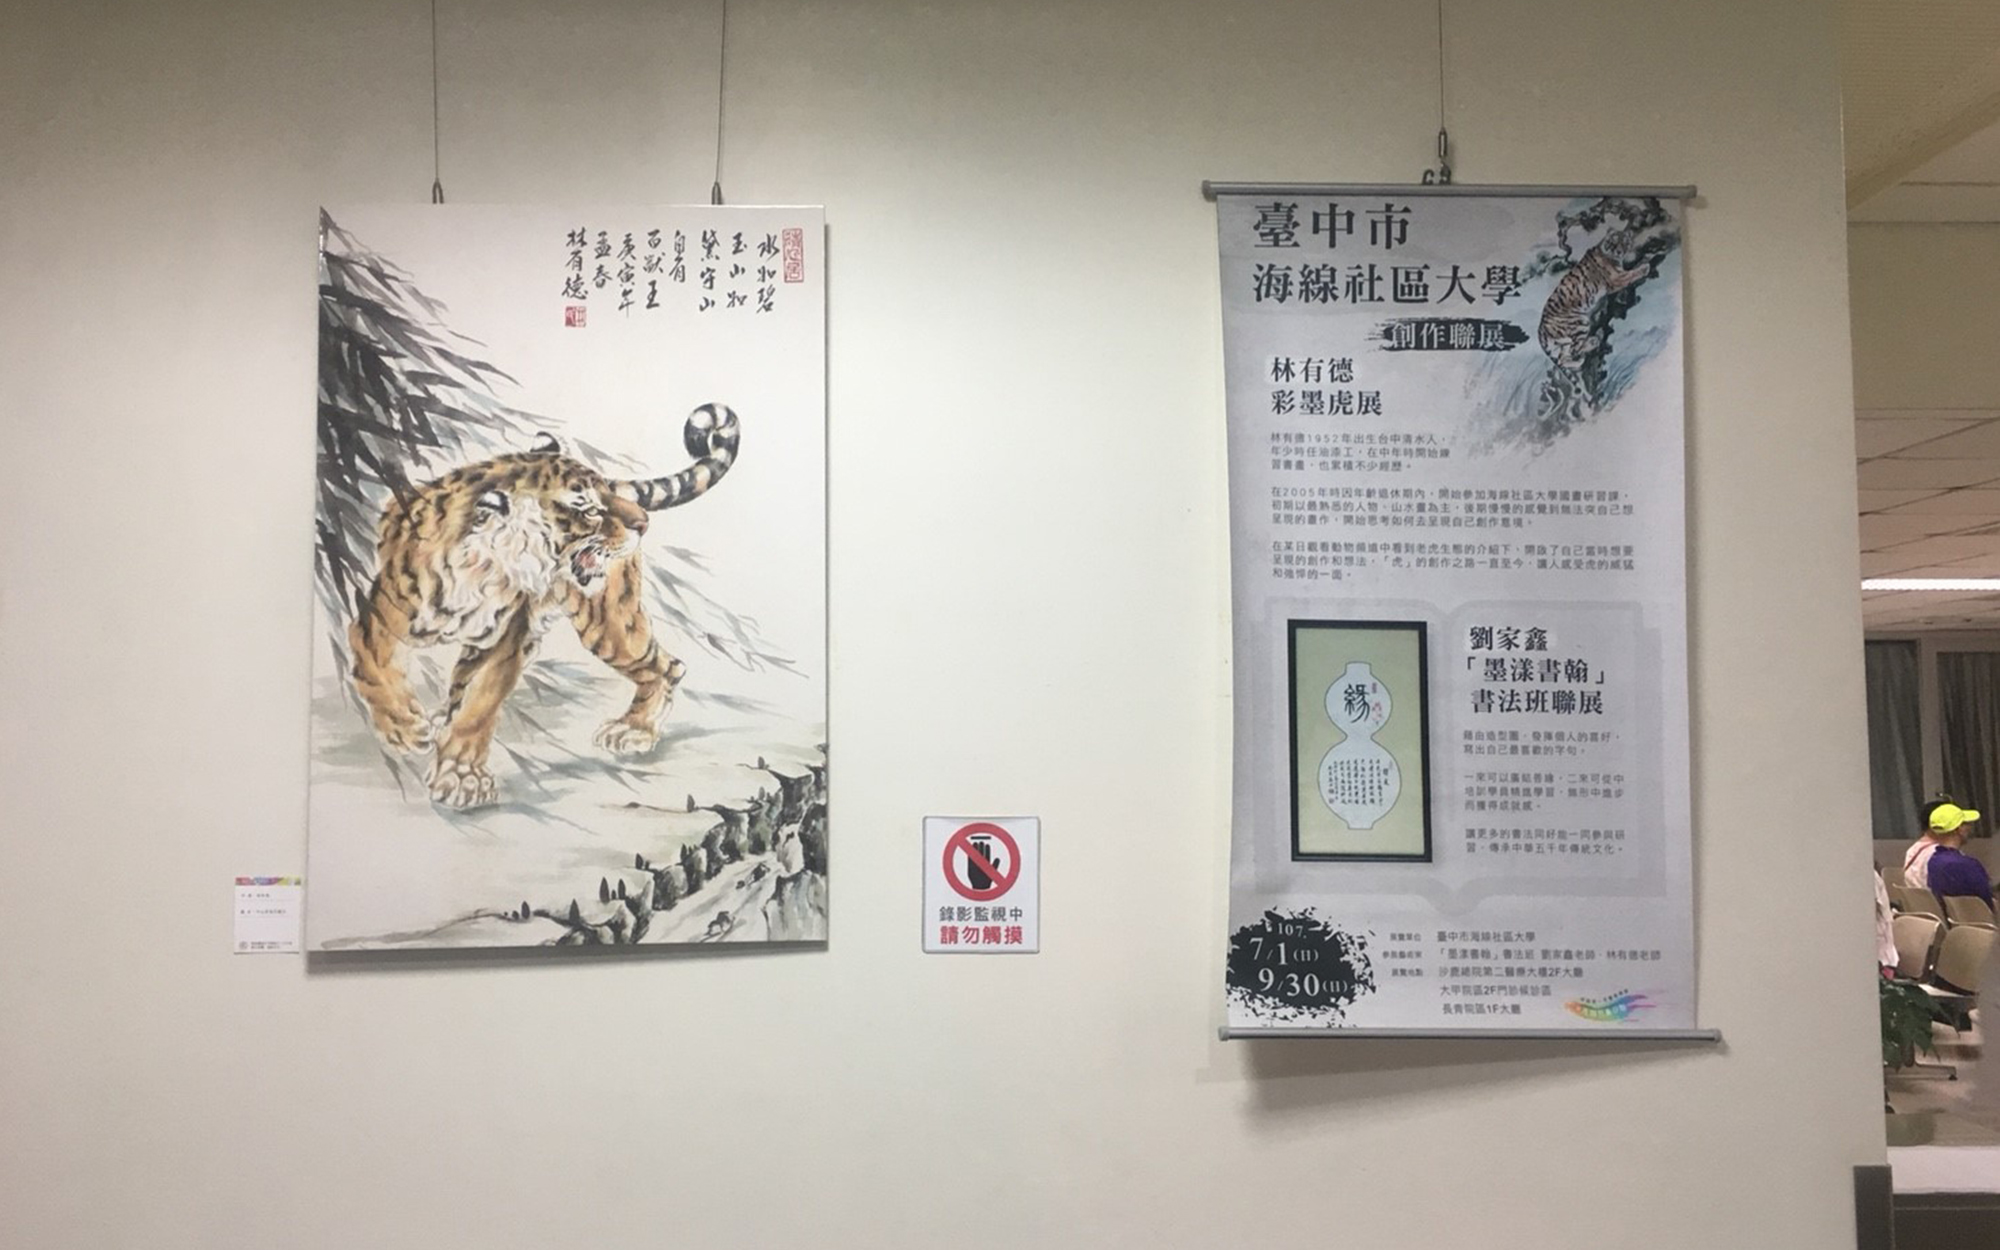 水如碧
玉山如
黛守山
自有
百獸王
庚寅年
孟春
林有德
錄影監視中
請勿觸摸
臺中市
海線社區大學
創作聯展
林有德
彩墨虎展
林有德1952年出生台中清水人，
年少時任油漆工，在中年時開始練
習書畫，也累積不少經歷。
在2005年時因年齡退休期內，開始參加海線社區大學國畫研習課，
初期以最熟悉的人物、山水畫為主，後期慢慢的感覺到無法突自己想
呈現的畫作，開始思考如何去呈現自己創作意境。
在某日觀看動物頻道中看到老虎生態的介紹下，開啟了自己當時想要
呈現的創作和想法，「虎」的創作之路一直至今，讓人感受虎的威猛
和強悍的一面。
緣
劉家鑫
「墨漾書翰」
書法班聯展
藉由造型圖，發揮個人的喜好，
寫出自己最喜歡的字句。
一來可以廣結善緣，二來可從中
培訓學員精進學習，無形中進步
而獲得成就感。
讓更多的書法同好能一同參與研
習，傳承中華五千年傳統文化。
107.
7/1(日)
9/30(日)
展覽單位 臺中市海線社區大學
參展藝術家 「墨漾書翰」書法班 劉家鑫老師、林有德老師
展覽地點 沙鹿總院第二醫療大樓2F大廳
大甲院區2F門診候診區
長青院區1F大廳